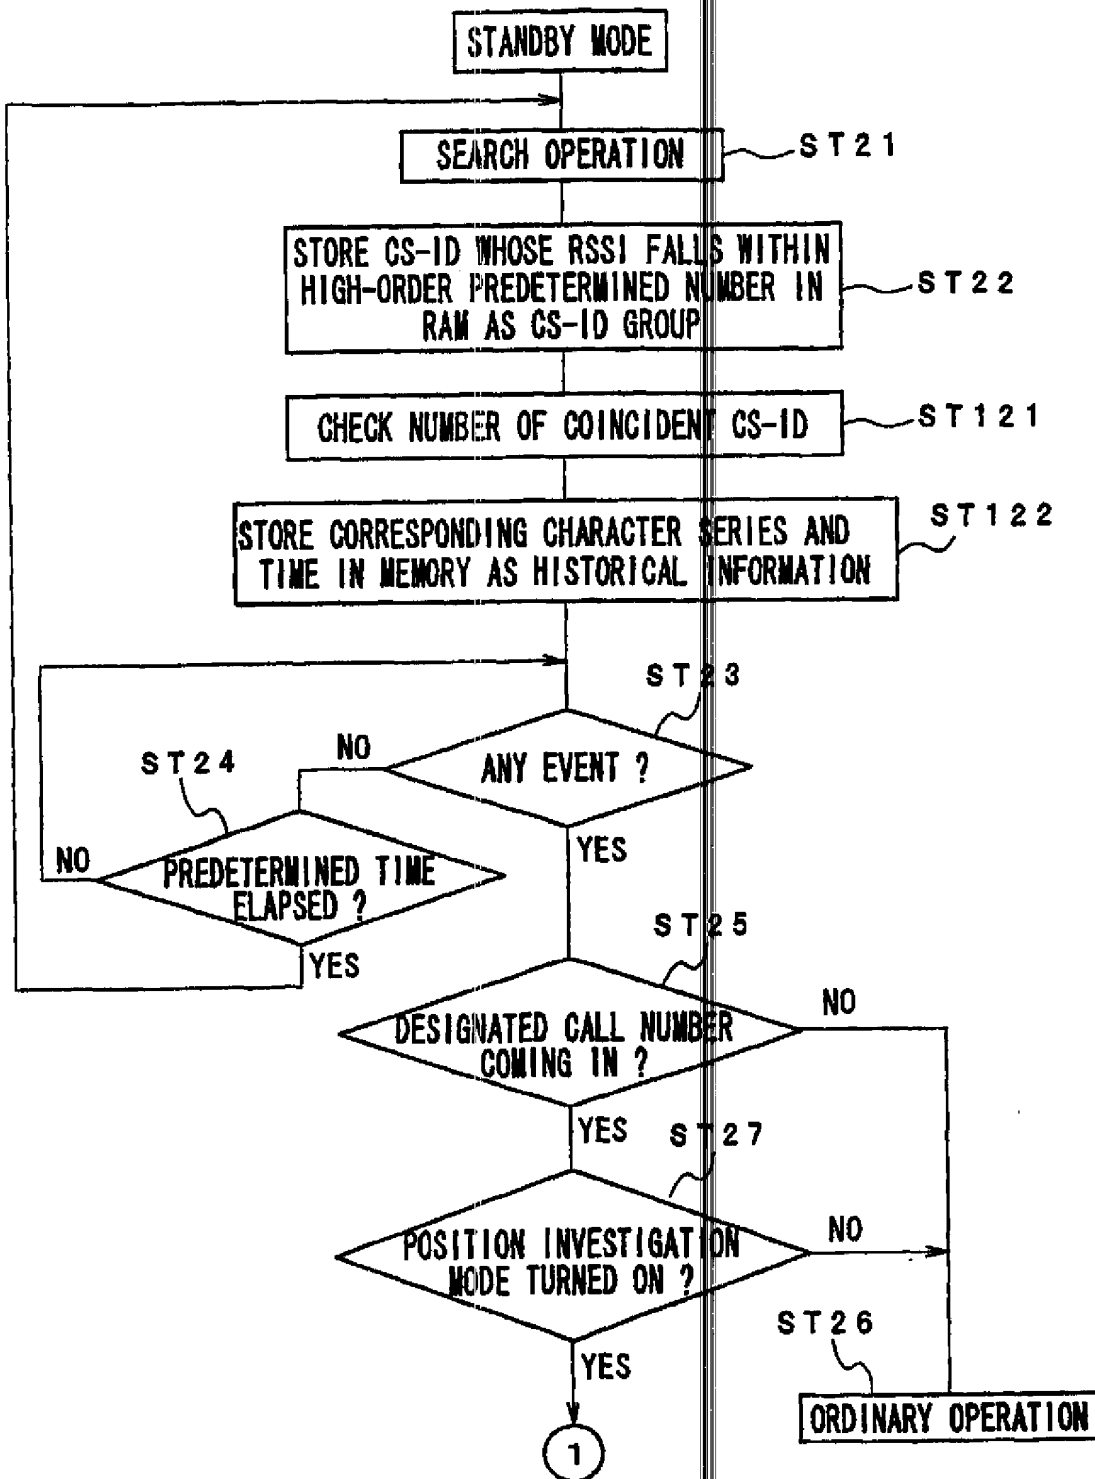 STANDBY MODE
SEARCH OPERATION
ST21
STORE CS-ID WHOSE RSSI FALLS WITHIN
HIGH-ORDER PREDETERMINED NUMBER IN
RAM AS CS-ID GROUP
ST22
CHECK NUMBER OF COINCIDENT CS-ID
ST121
STORE CORRESPONDING CHARACTER SERIES AND
TIME IN MEMORY AS HISTORICAL INFORMATION
ST122
ST23
ANY EVENT ?
NO
YES
ST24
PREDETERMINED TIME
ELAPSED ?
NO
YES
ST25
DESIGNATED CALL NUMBER
COMING IN ?
NO
YES
ST27
POSITION INVESTIGATION
MODE TURNED ON ?
NO
YES
ST26
ORDINARY OPERATION
1